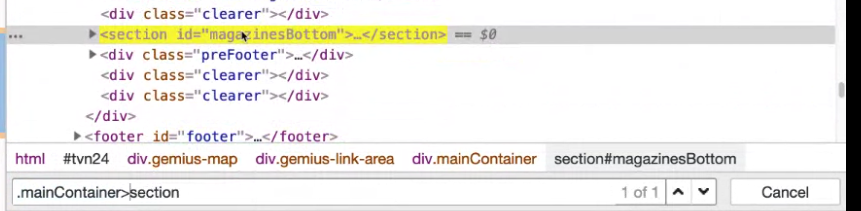 <div class="clearer"></div>
… ▶<section id="magazinesBottom">…</section> == $0
▶<div class="preFooter">…</div>
<div class="clearer"></div>
<div class="clearer"></div>
</div>
▶<footer id="footer">…</footer>
html #tvn24 div.gemius-map div.gemius-link-area div.mainContainer section#magazinesBottom
.mainContainer>section 1 of 1 Cancel